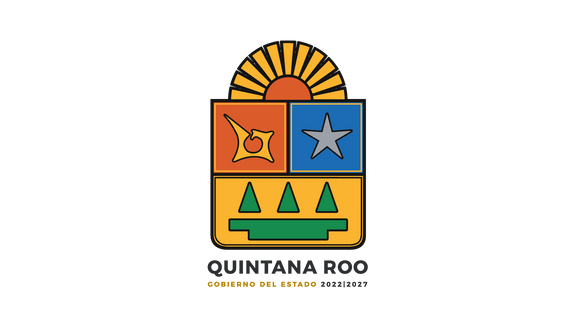 QUINTANA ROO
GOBIERNO DEL ESTADO 2022|2027